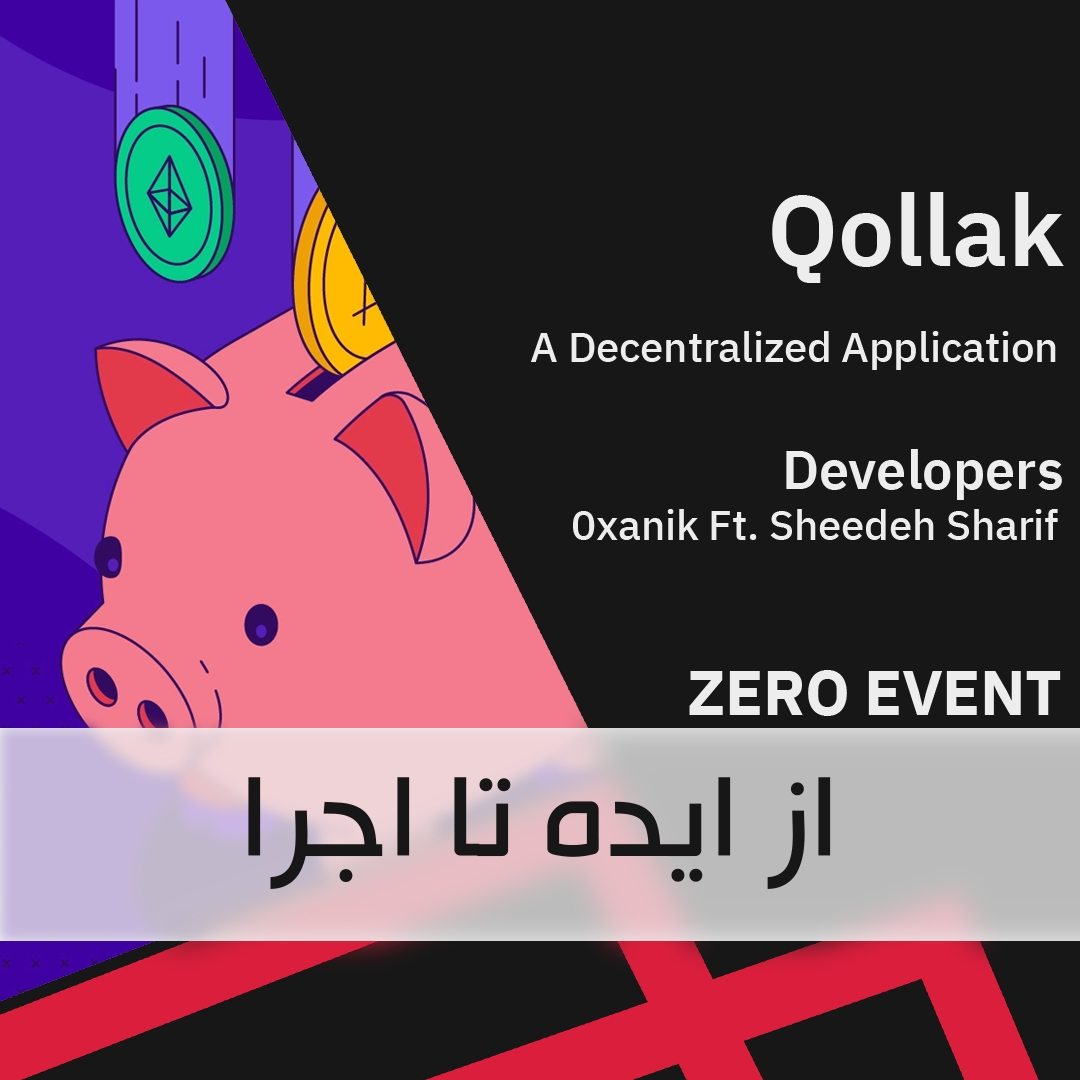 Qollak
A Decentralized Application
Developers
0xanik Ft. Sheedeh Sharif
ZERO EVENT
از ایده تا اجرا